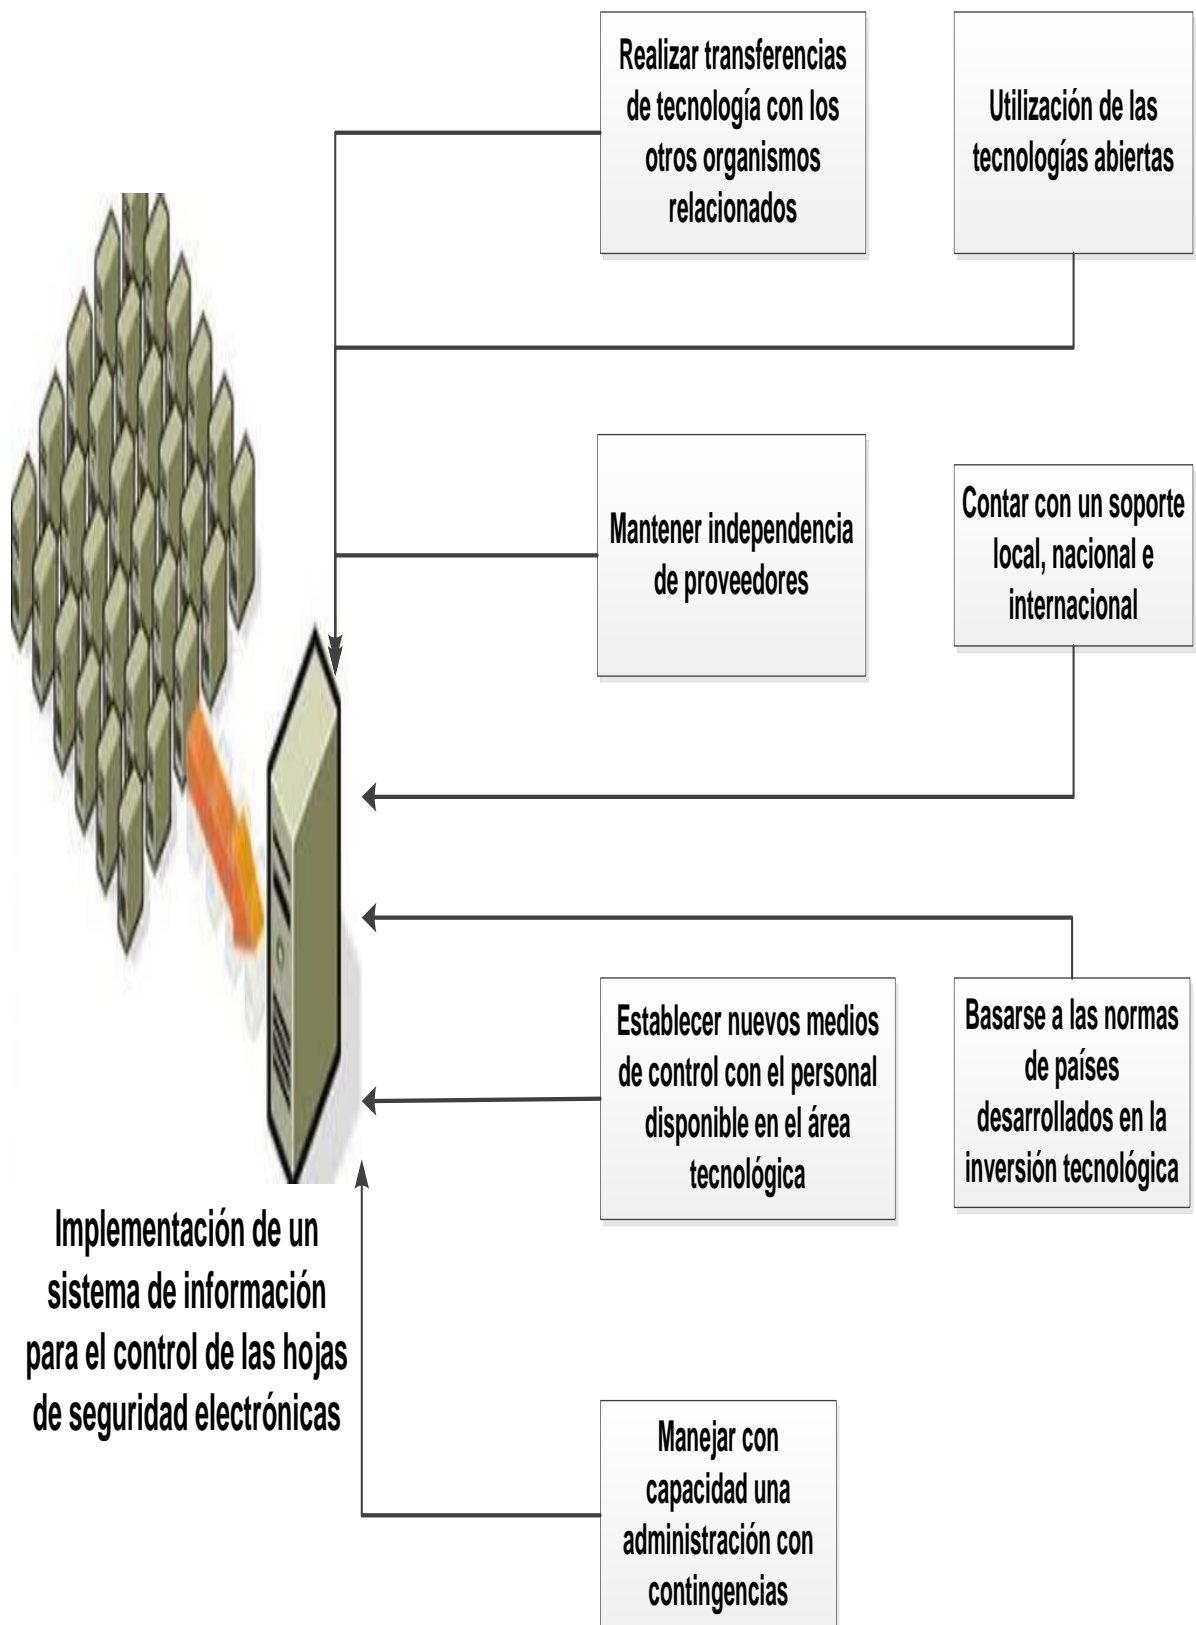 Realizar transferencias
de tecnología con los
otros organismos
relacionados
Utilización de las
tecnologías abiertas
Mantener independencia
de proveedores
Contar con un soporte
local, nacional e
internacional
Establecer nuevos medios
de control con el personal
disponible en el área
tecnológica
Basarse a las normas
de países
desarrollados en la
inversión tecnológica
Implementación de un
sistema de información
para el control de las hojas
de seguridad electrónicas
Manejar con
capacidad una
administración con
contingencias